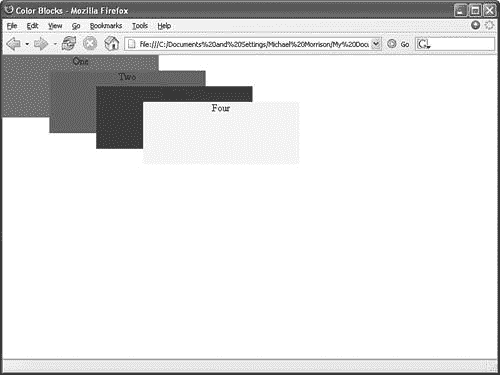 Color Blocks - Mozilla Firefox
File Edit View Go Bookmarks Tools Help
File:///C:/Documents%20and%20Settings/Michael%20Morrison/My%20Docu Go
One
Two
Four